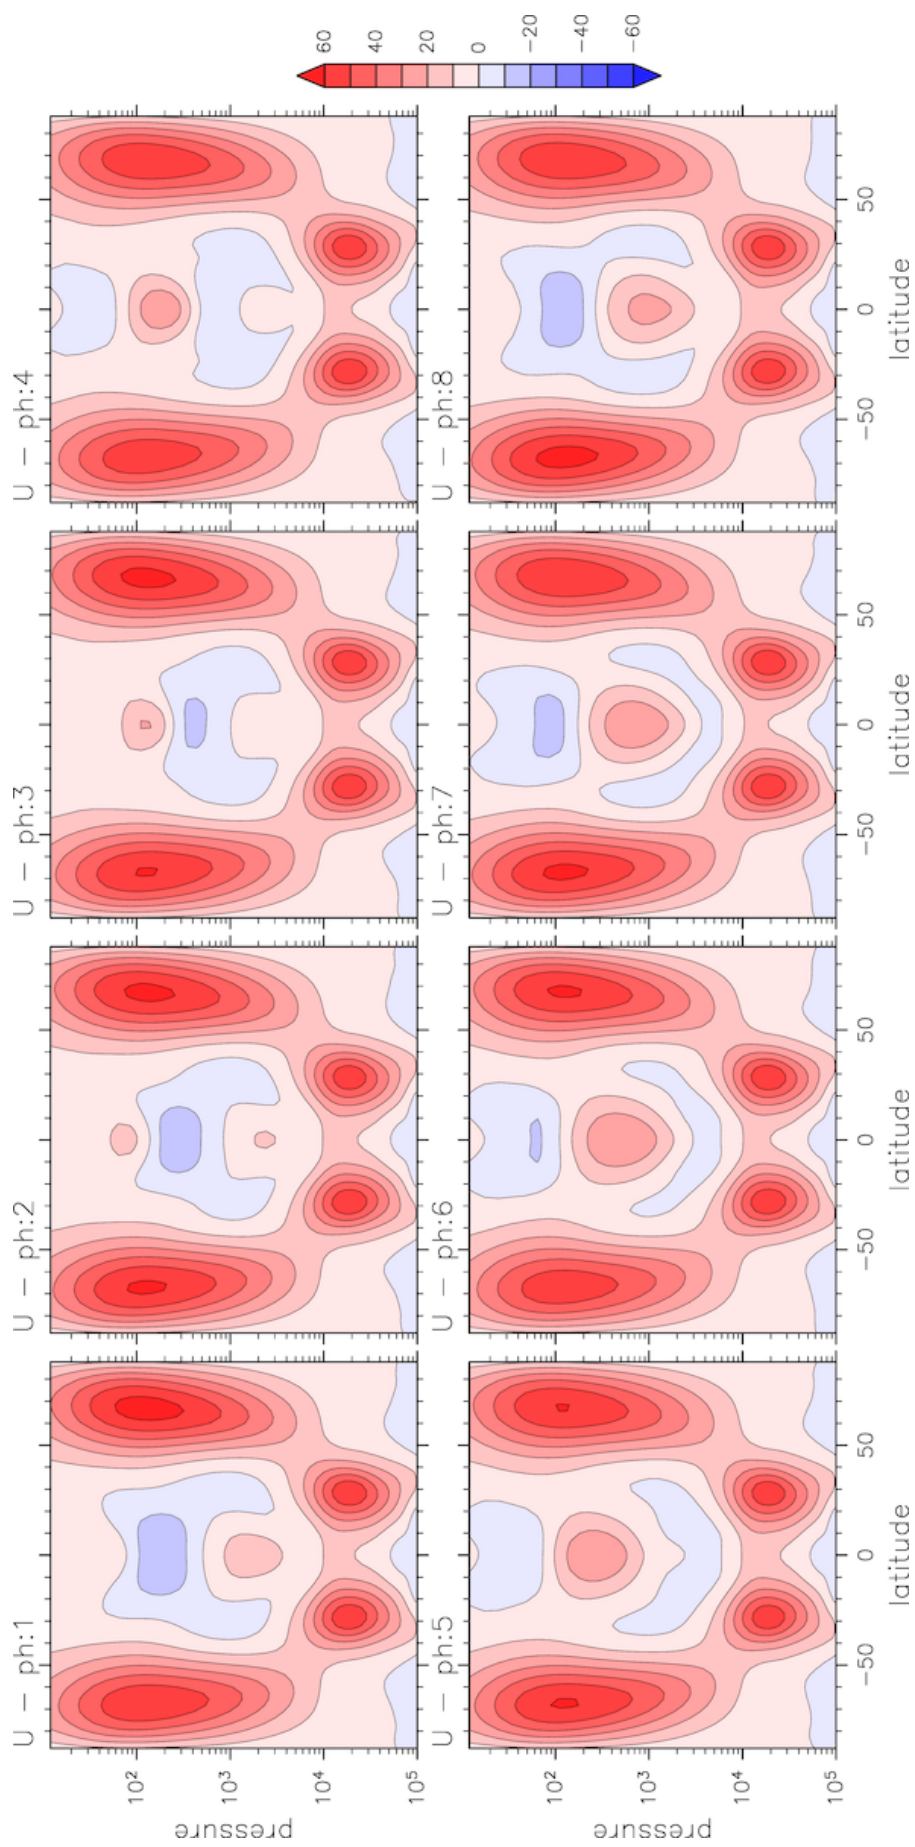 U – ph:1
U – ph:2
U – ph:3
U – ph:4
60
40
20
0
−20
−40
−60
pressure
10²
10³
10⁴
10⁵
U – ph:5
U – ph:6
U – ph:7
U – ph:8
pressure
10²
10³
10⁴
10⁵
−50
0
50
−50
0
50
−50
0
50
−50
0
50
latitude
latitude
latitude
latitude